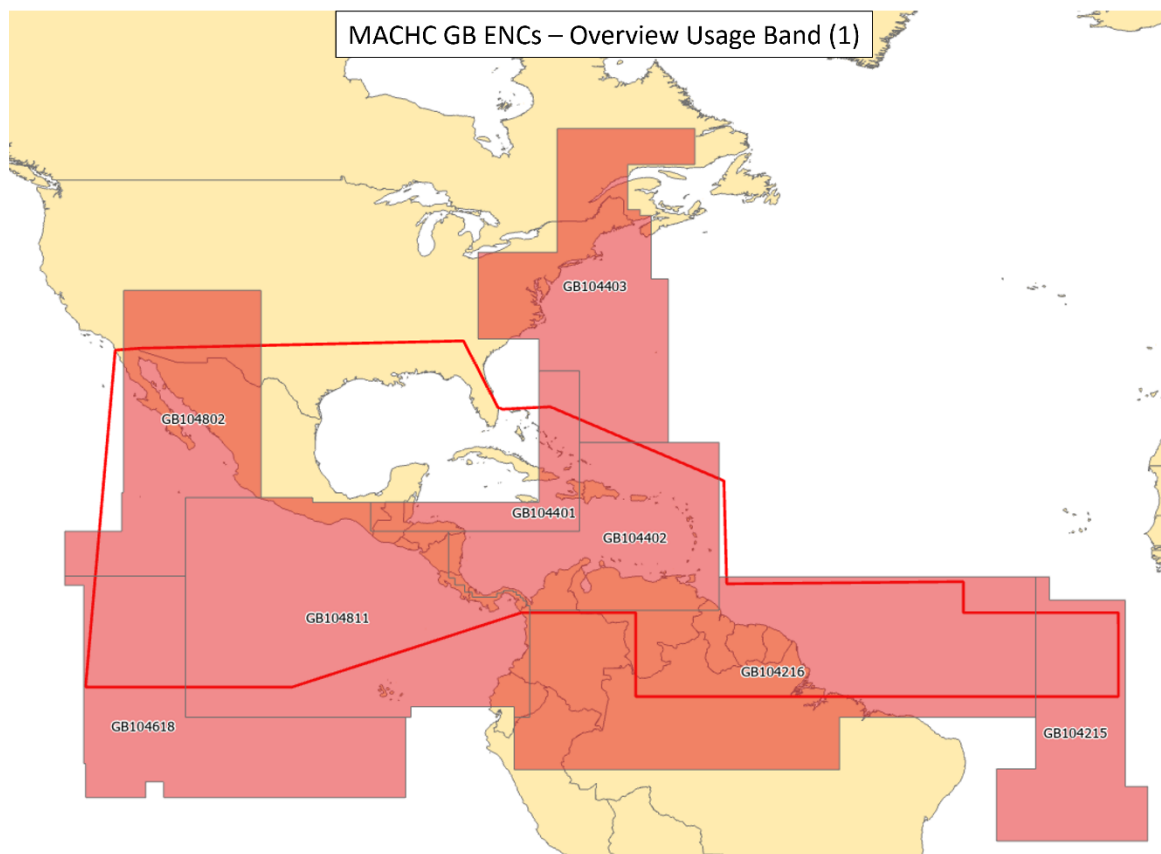 MACHC GB ENCs – Overview Usage Band (1)
GB104403
GB104802
GB104401
GB104402
GB104811
GB104216
GB104618
GB104215